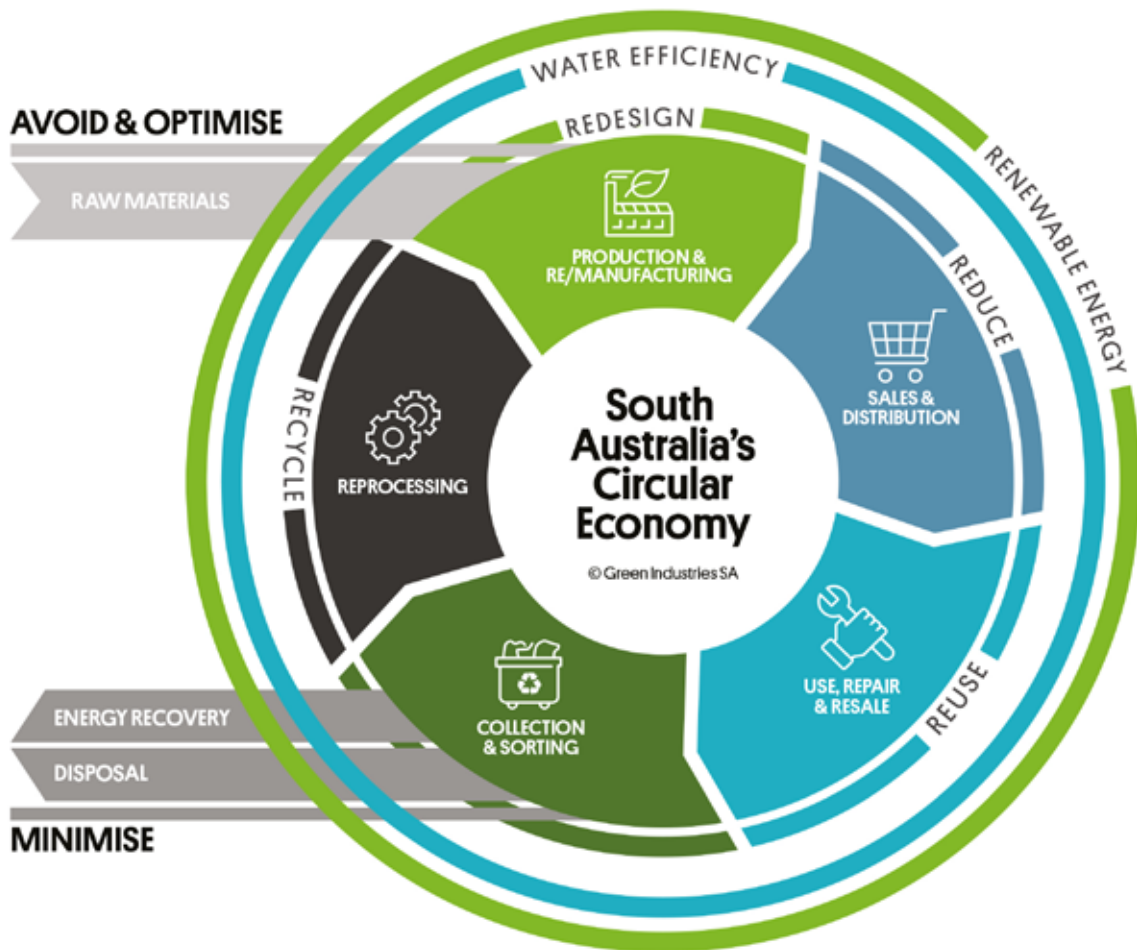 WATER EFFICIENCY
RENEWABLE ENERGY
AVOID & OPTIMISE
RAW MATERIALS
REDESIGN
PRODUCTION &
RE/MANUFACTURING
REDUCE
SALES &
DISTRIBUTION
REUSE
USE, REPAIR
& RESALE
COLLECTION
& SORTING
RECYCLE
REPROCESSING
South
Australia's
Circular
Economy
© Green Industries SA
ENERGY RECOVERY
DISPOSAL
MINIMISE